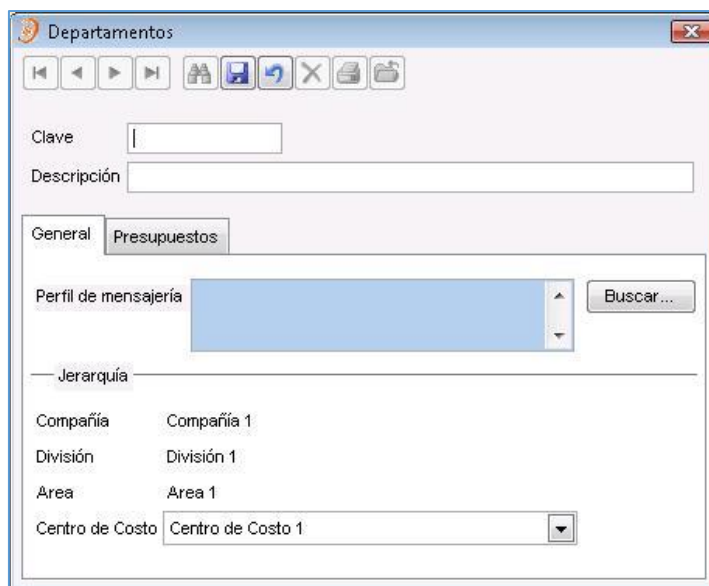 Departamentos
Clave
Descripción
General Presupuestos
Perfil de mensajería Buscar...
Jerarquía
Compañía Compañía 1
División División 1
Area Area 1
Centro de Costo Centro de Costo 1